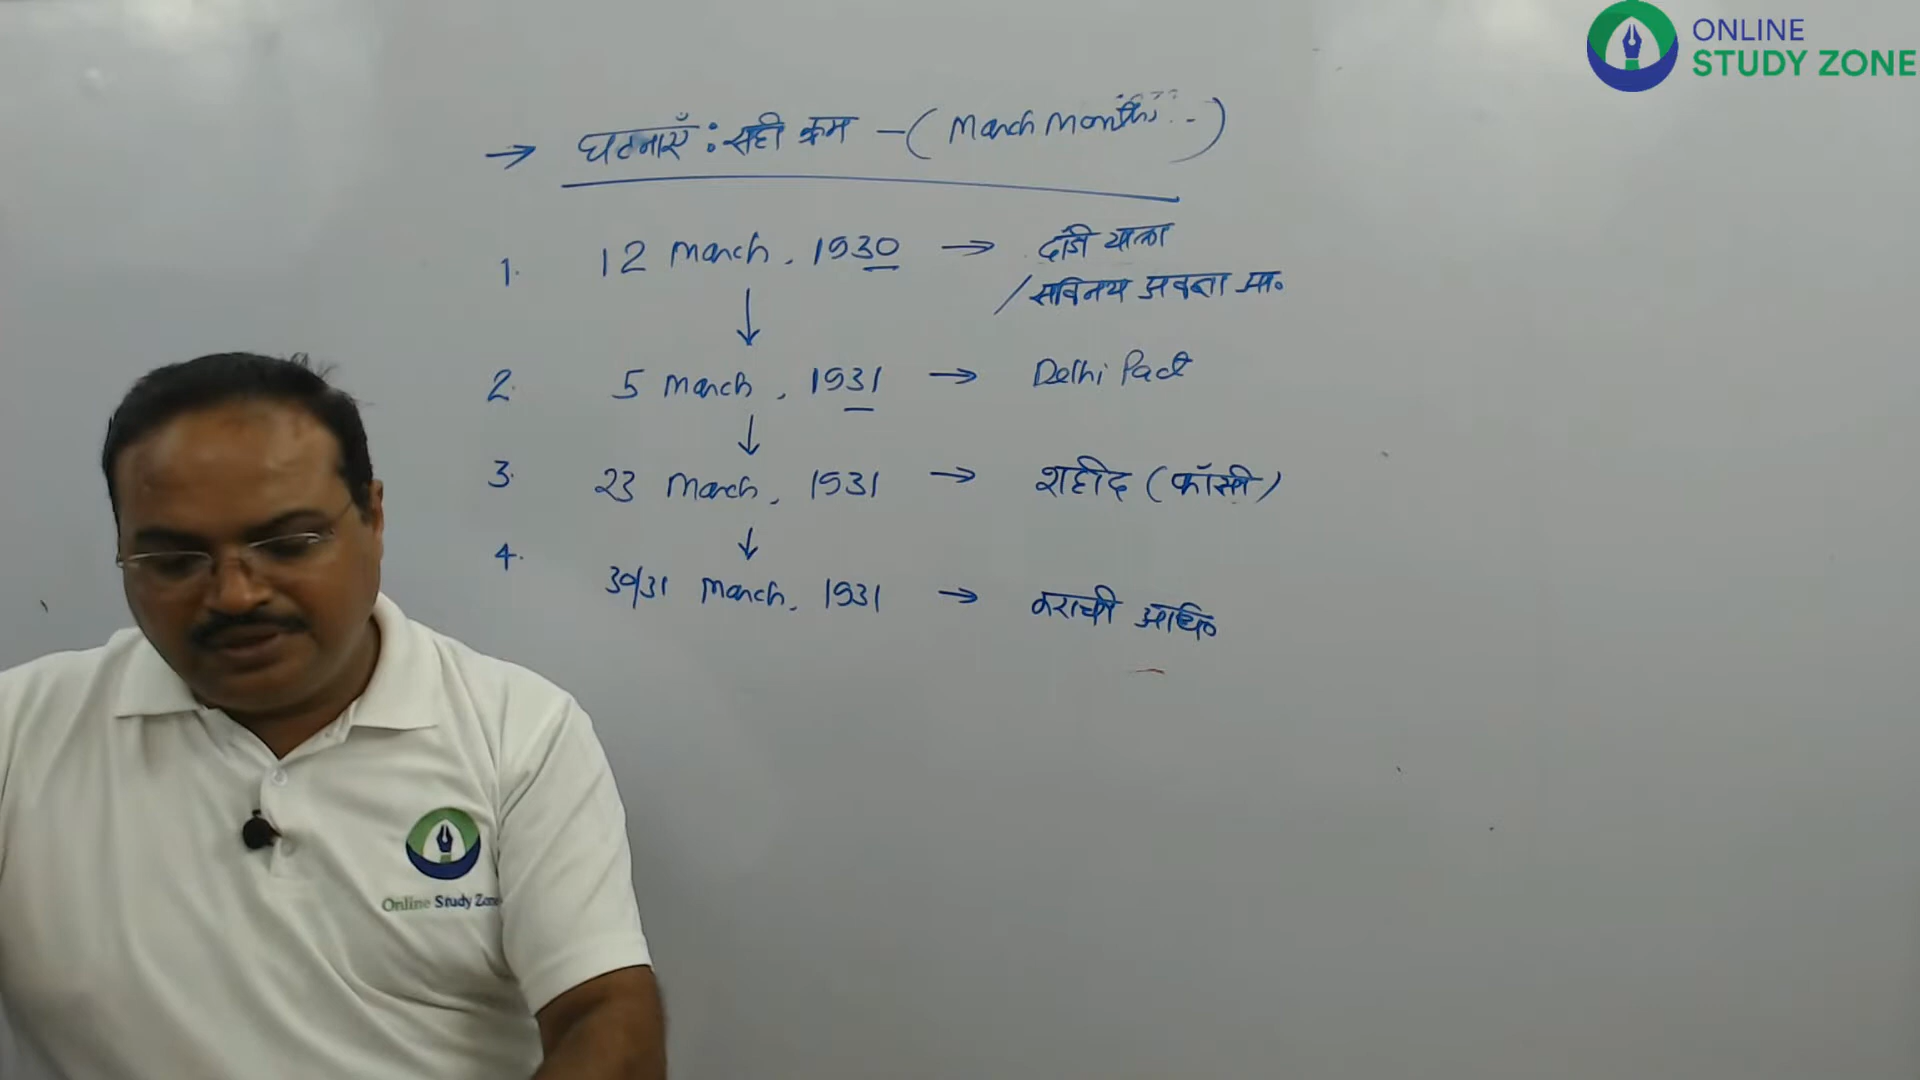 ONLINE
STUDY ZONE
→ घटनाएँ : सही क्रम – (March Month
1. 12 March, 1930 → दांडी यात्रा
/सविनय अवज्ञा आ०
↓
2. 5 March, 1931 → Delhi Pact
↓
3. 23 March, 1931 → शहीद (फाँसी)
↓
4. 30/31 March, 1931 → कराची अधि०
Online Study Zone